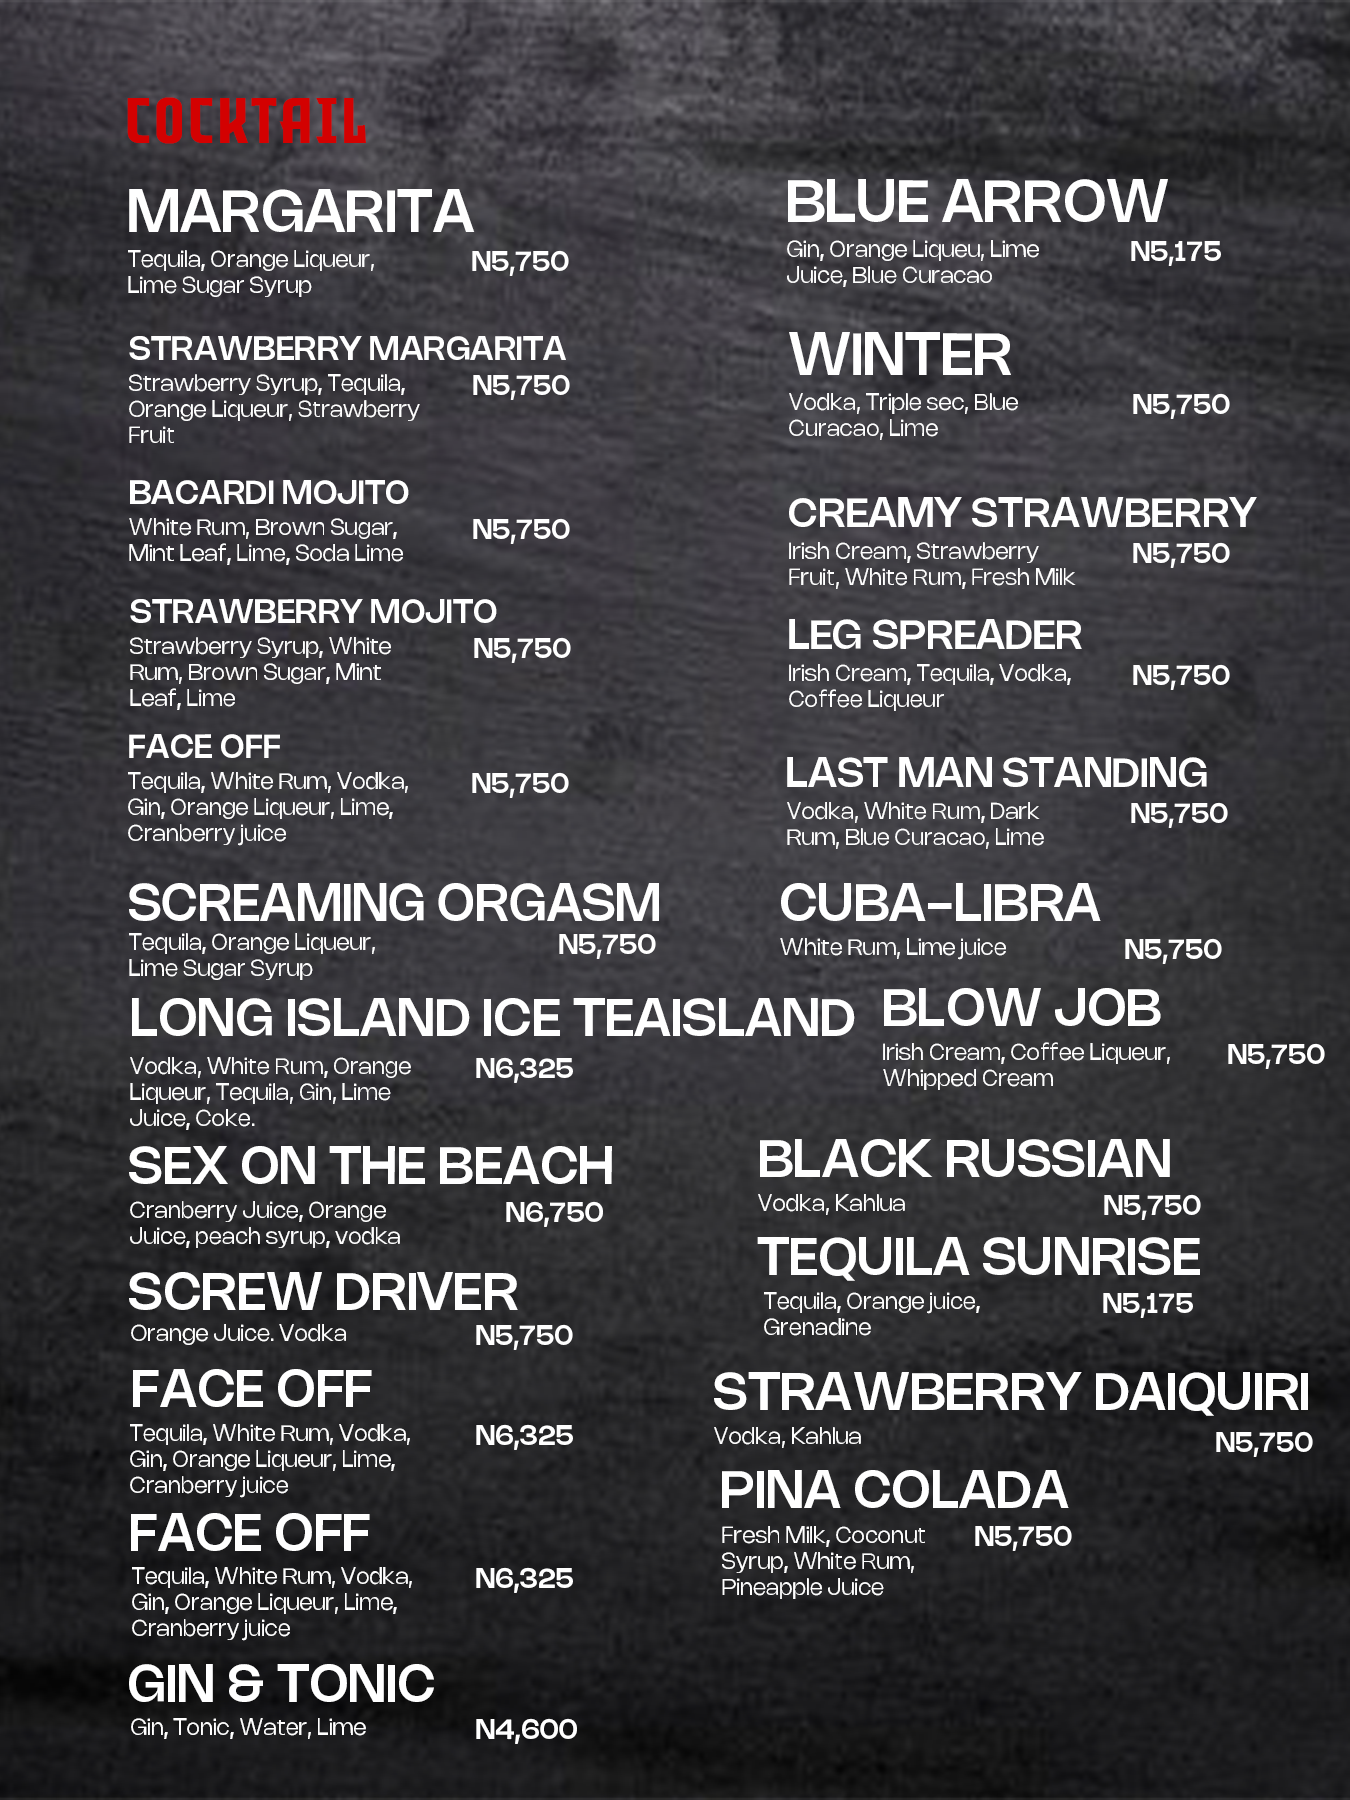 COCKTAIL
MARGARITA
Tequila, Orange Liqueur,
Lime Sugar Syrup
N5,750
STRAWBERRY MARGARITA
Strawberry Syrup, Tequila,
Orange Liqueur, Strawberry
Fruit
N5,750
BACARDI MOJITO
White Rum, Brown Sugar,
Mint Leaf, Lime, Soda Lime
N5,750
STRAWBERRY MOJITO
Strawberry Syrup, White
Rum, Brown Sugar, Mint
Leaf, Lime
N5,750
FACE OFF
Tequila, White Rum, Vodka,
Gin, Orange Liqueur, Lime,
Cranberry juice
N5,750
SCREAMING ORGASM
Tequila, Orange Liqueur,
Lime Sugar Syrup
N5,750
LONG ISLAND ICE TEAISLAND
Vodka, White Rum, Orange
Liqueur, Tequila, Gin, Lime
Juice, Coke.
N6,325
SEX ON THE BEACH
Cranberry Juice, Orange
Juice, peach syrup, vodka
N6,750
SCREW DRIVER
Orange Juice. Vodka
N5,750
FACE OFF
Tequila, White Rum, Vodka,
Gin, Orange Liqueur, Lime,
Cranberry juice
N6,325
FACE OFF
Tequila, White Rum, Vodka,
Gin, Orange Liqueur, Lime,
Cranberry juice
N6,325
GIN & TONIC
Gin, Tonic, Water, Lime
N4,600
BLUE ARROW
Gin, Orange Liqueu, Lime
Juice, Blue Curacao
N5,175
WINTER
Vodka, Triple sec, Blue
Curacao, Lime
N5,750
CREAMY STRAWBERRY
Irish Cream, Strawberry
Fruit, White Rum, Fresh Milk
N5,750
LEG SPREADER
Irish Cream, Tequila, Vodka,
Coffee Liqueur
N5,750
LAST MAN STANDING
Vodka, White Rum, Dark
Rum, Blue Curacao, Lime
N5,750
CUBA-LIBRA
White Rum, Lime juice
N5,750
BLOW JOB
Irish Cream, Coffee Liqueur,
Whipped Cream
N5,750
BLACK RUSSIAN
Vodka, Kahlua
N5,750
TEQUILA SUNRISE
Tequila, Orange juice,
Grenadine
N5,175
STRAWBERRY DAIQUIRI
Vodka, Kahlua
N5,750
PINA COLADA
Fresh Milk, Coconut
Syrup, White Rum,
Pineapple Juice
N5,750